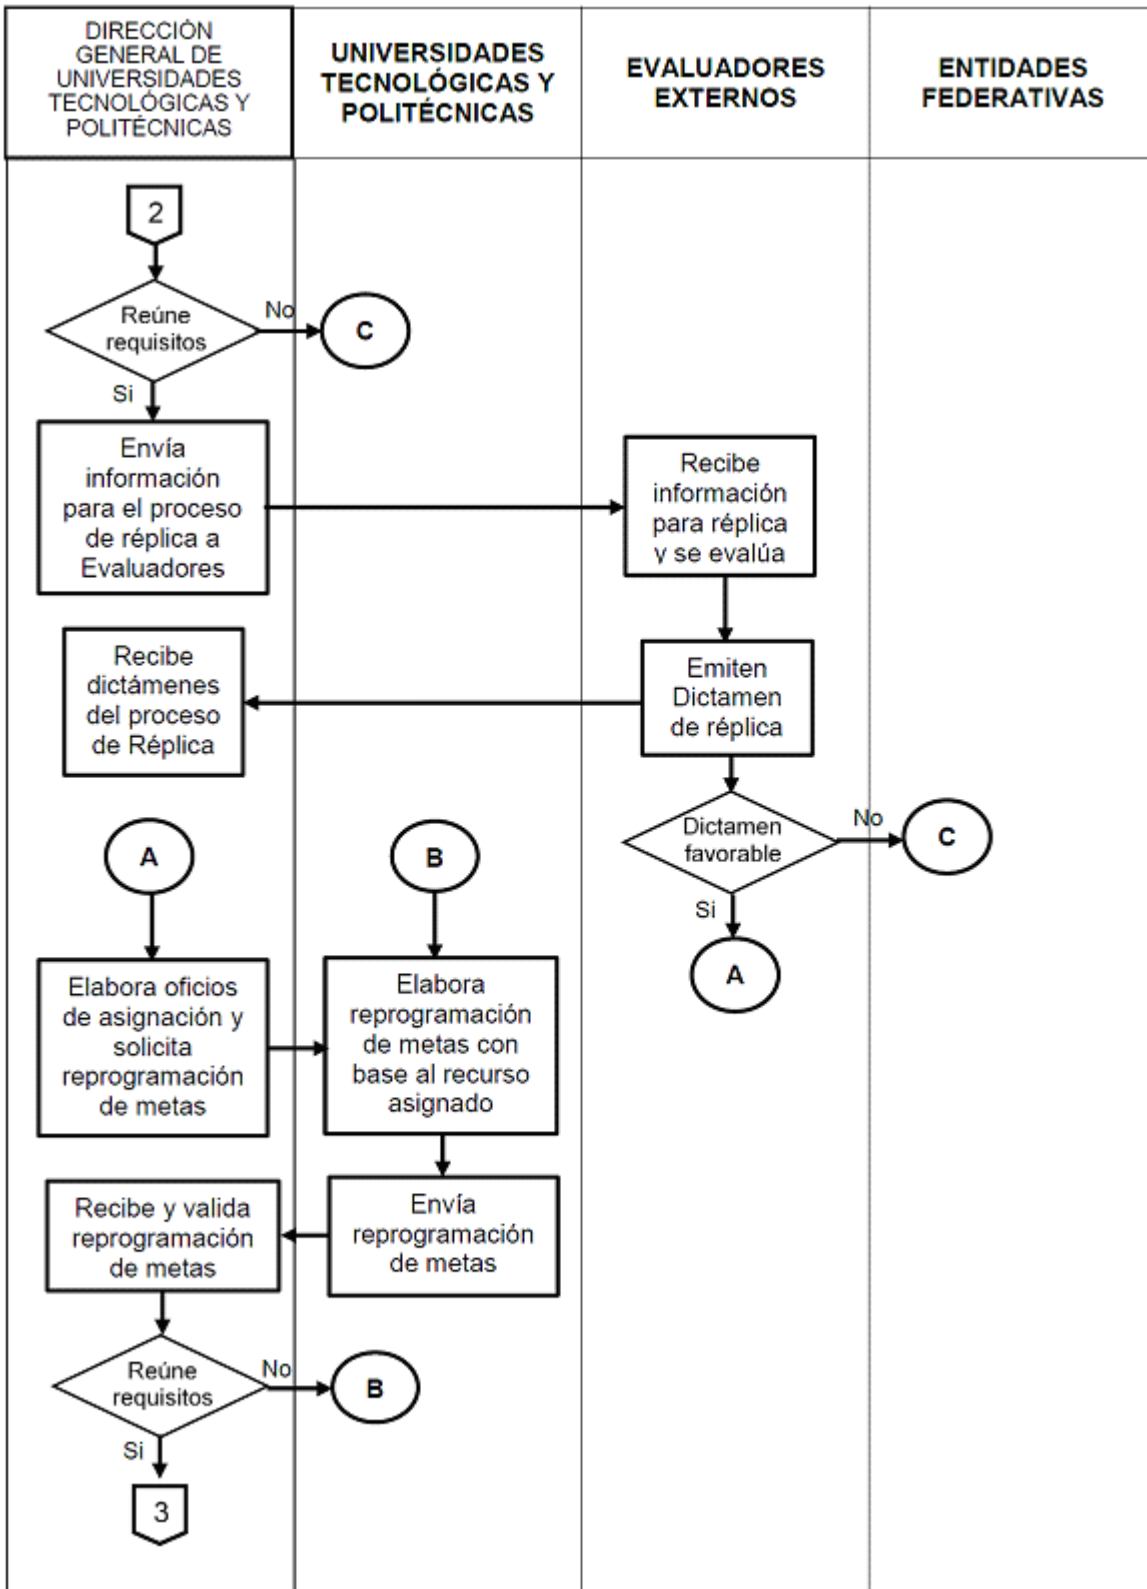 DIRECCIÓN
GENERAL DE
UNIVERSIDADES
TECNOLÓGICAS Y
POLITÉCNICAS
UNIVERSIDADES
TECNOLÓGICAS Y
POLITÉCNICAS
EVALUADORES
EXTERNOS
ENTIDADES
FEDERATIVAS
2
Reúne
requisitos
No
C
Si
Envía
información
para el proceso
de réplica a
Evaluadores
Recibe
información
para réplica
y se evalúa
Recibe
dictámenes
del proceso
de Réplica
Emiten
Dictamen
de réplica
Dictamen
favorable
No
C
Si
A
A
B
Elabora oficios
de asignación y
solicita
reprogramación
de metas
Elabora
reprogramación
de metas con
base al recurso
asignado
Recibe y valida
reprogramación
de metas
Envía
reprogramación
de metas
Reúne
requisitos
No
B
Si
3